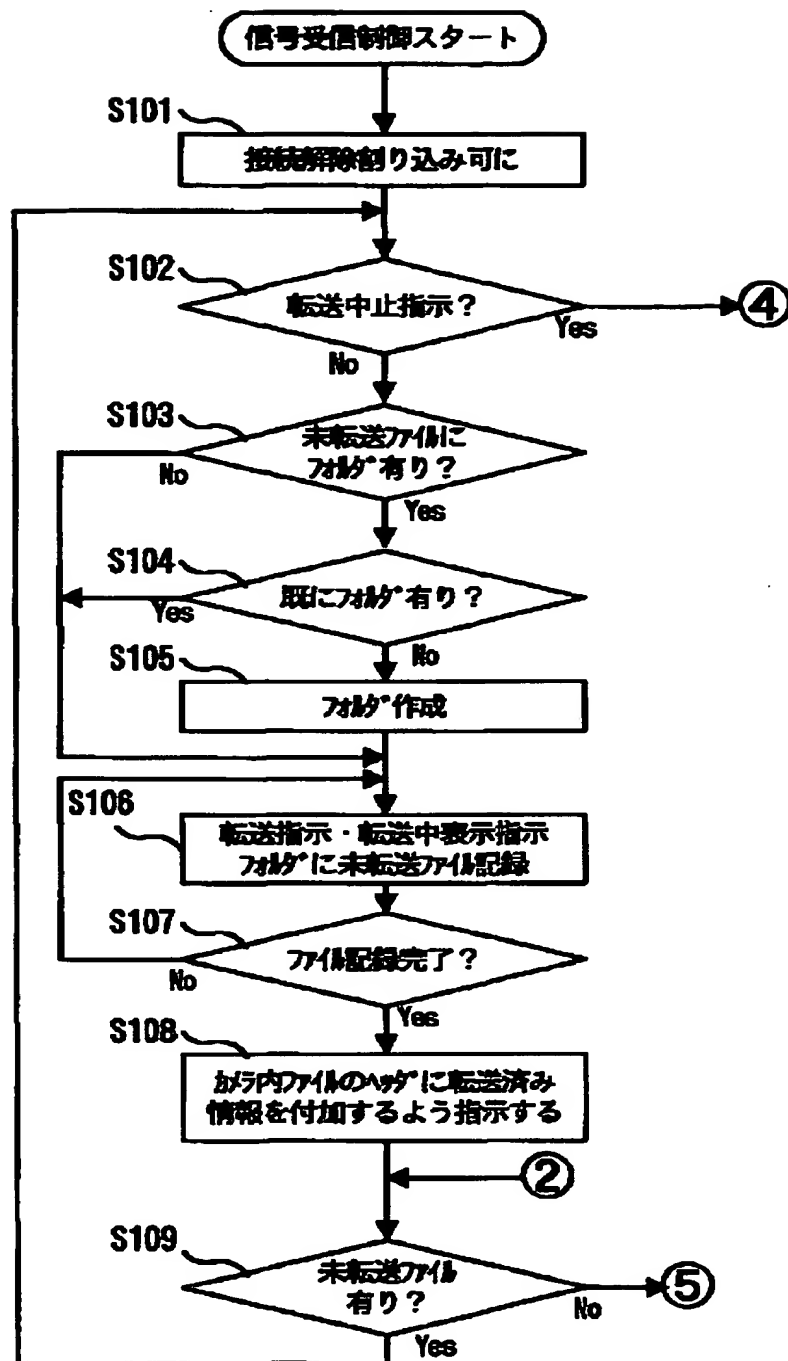 信号受信制御スタート
S101
接続解除割り込み可に
S102
転送中止指示？
Yes
④
No
S103
未転送ファイルに
フォルダ有り？
No
Yes
S104
既にフォルダ有り？
Yes
No
S105
フォルダ作成
S106
転送指示・転送中表示指示
フォルダに未転送ファイル記録
S107
ファイル記録完了？
No
Yes
S108
カメラ内ファイルのヘッダに転送済み
情報を付加するよう指示する
②
S109
未転送ファイル
有り？
No
⑤
Yes